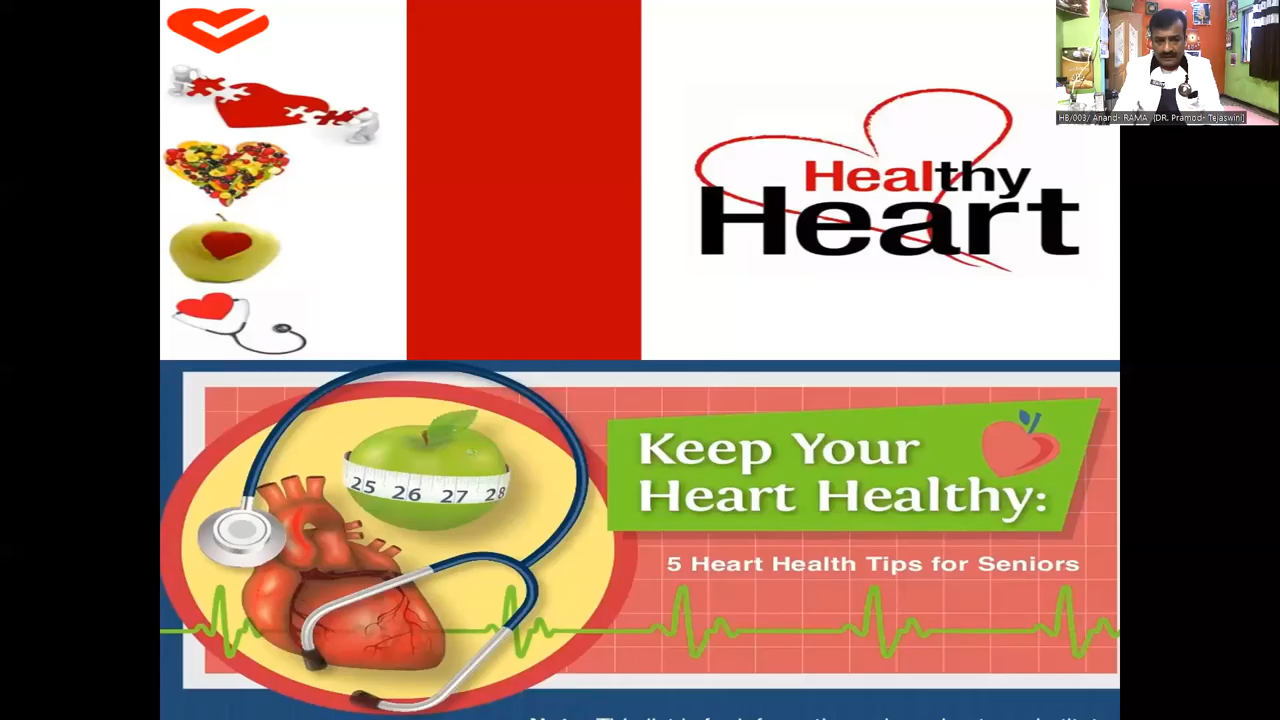 HB/003/ Anand- RAMA (DR. Pramod- Tejaswini)
Healthy
Heart
25 26 27 28
Keep Your
Heart Healthy:
5 Heart Health Tips for Seniors